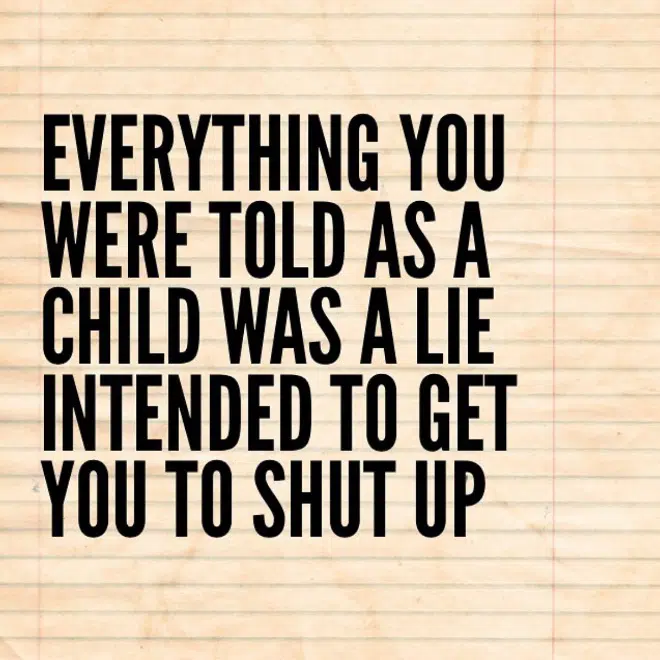 EVERYTHING YOU
WERE TOLD AS A
CHILD WAS A LIE
INTENDED TO GET
YOU TO SHUT UP